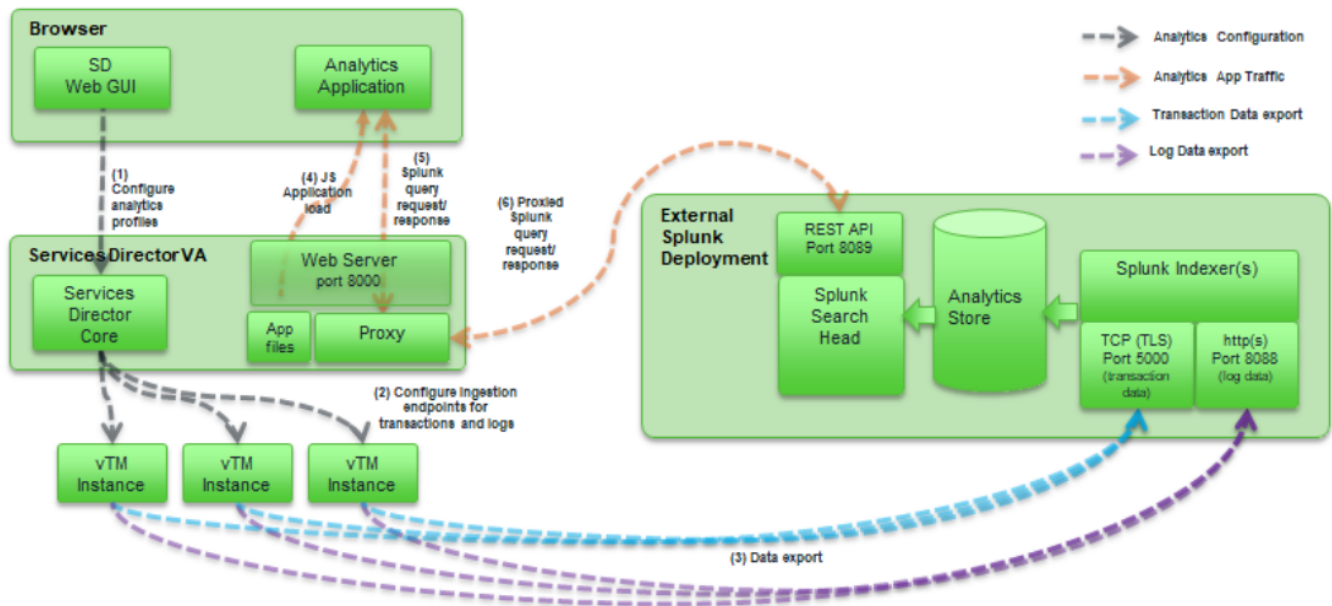 Browser
SD
Web GUI
Analytics
Application
Analytics Configuration
Analytics App Traffic
Transaction Data export
Log Data export
(1)
Configure
analytics
profiles
(4) JS
Application
load
(5)
Splunk
query
request/
response
(6) Proxied
Splunk
query
request/
response
Services Director VA
Services
Director
Core
Web Server
port 8000
App
files
Proxy
(2) Configure ingestion
endpoints for
transactions and logs
vTM
Instance
vTM
Instance
vTM
Instance
External
Splunk
Deployment
REST API
Port 8089
Splunk
Search
Head
Analytics
Store
Splunk Indexer(s)
TCP (TLS)
Port 5000
(transaction
data)
http(s)
Port 8088
(log data)
(3) Data export